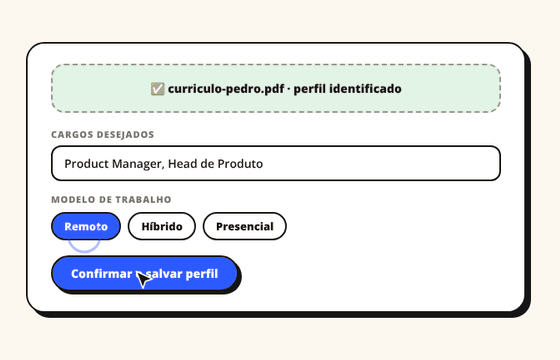 ✅ curriculo-pedro.pdf · perfil identificado
CARGOS DESEJADOS
Product Manager, Head de Produto
MODELO DE TRABALHO
Remoto Híbrido Presencial
Confirmar salvar perfil